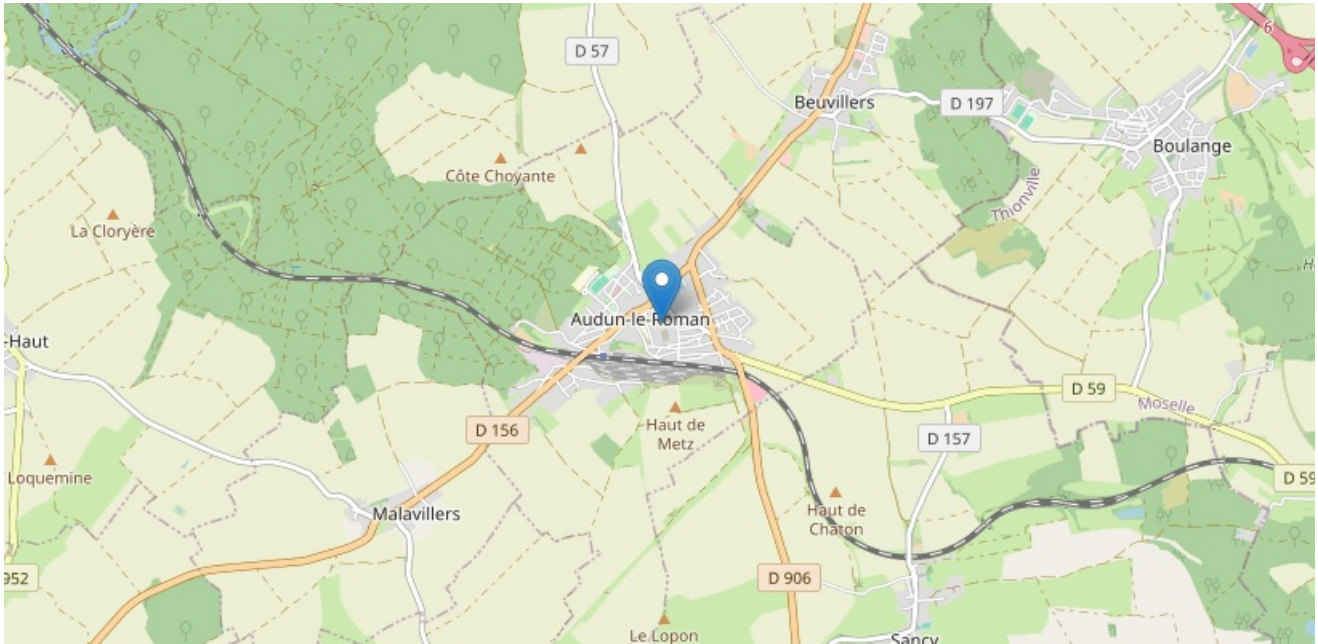 6
D 57
Beuvillers
D 197
Boulange
Côte Choyante
Thionville
La Cloryère
Audun-le-Roman
-Haut
D 59
Moselle
D 156
Haut de
Metz
D 157
Loquemine
D 59
Haut de
Chaton
Malavillers
952
D 906
Le Lopon
Sancy